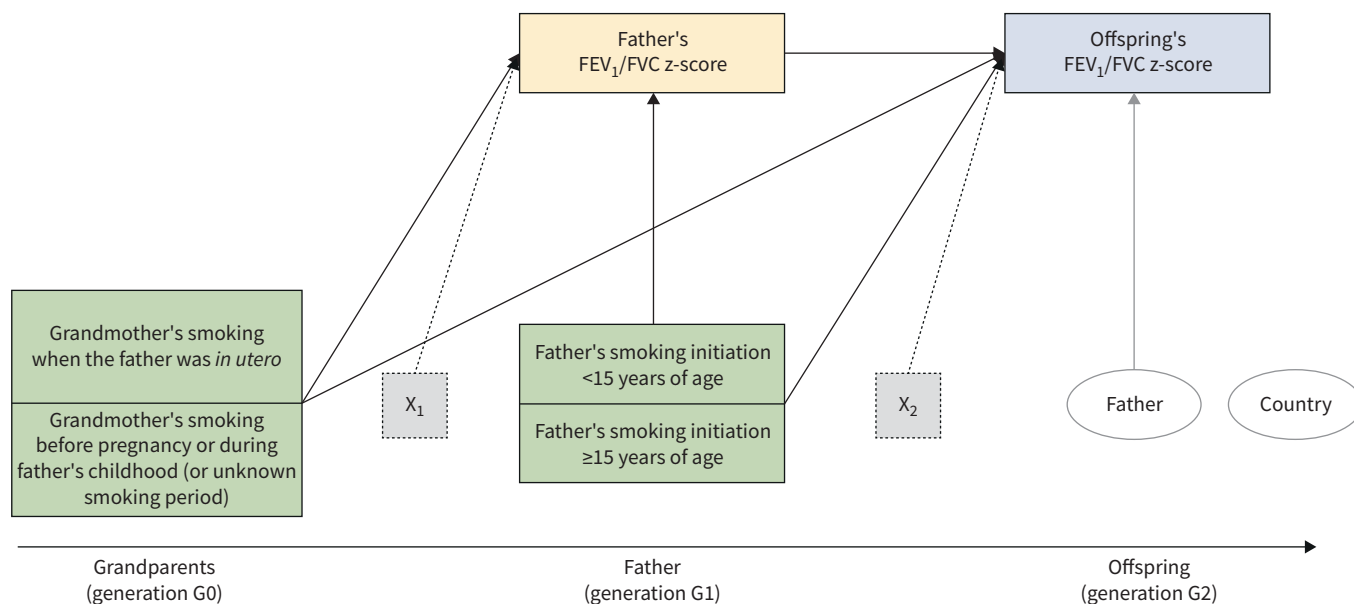 Father's
FEV₁/FVC z-score
Offspring's
FEV₁/FVC z-score
Grandmother's smoking
when the father was in utero
Grandmother's smoking
before pregnancy or during
father's childhood (or unknown
smoking period)
X₁
Father's smoking initiation
<15 years of age
Father's smoking initiation
≥15 years of age
X₂
Father
Country
Grandparents
(generation G0)
Father
(generation G1)
Offspring
(generation G2)